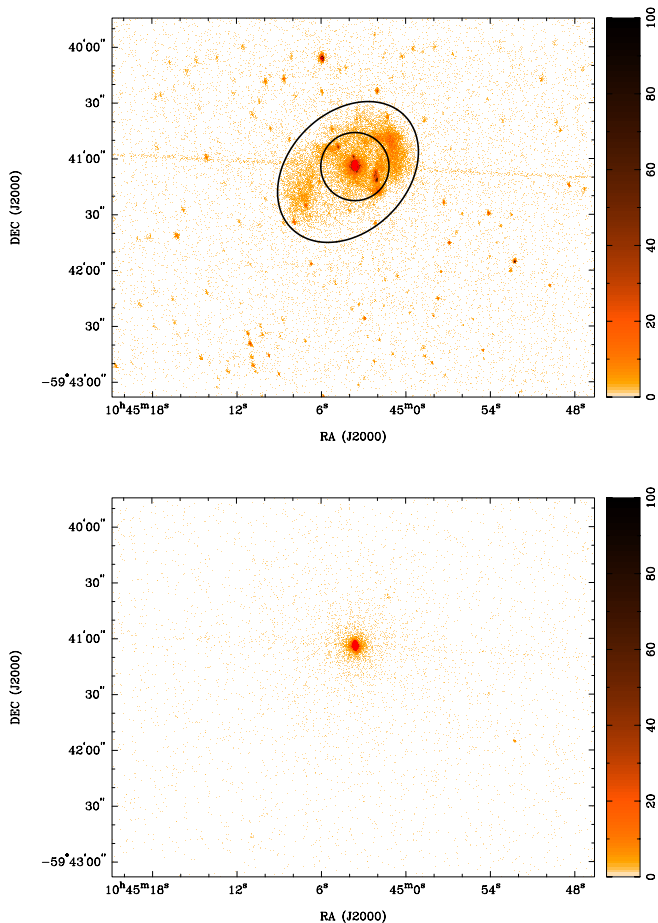 40′00″
30″
41′00″
30″
42′00″
30″
−59°43′00″
DEC (J2000)
10ʰ45ᵐ18ˢ
12ˢ
6ˢ
45ᵐ0ˢ
54ˢ
48ˢ
RA (J2000)
100
80
60
40
20
0
40′00″
30″
41′00″
30″
42′00″
30″
−59°43′00″
DEC (J2000)
10ʰ45ᵐ18ˢ
12ˢ
6ˢ
45ᵐ0ˢ
54ˢ
48ˢ
RA (J2000)
100
80
60
40
20
0